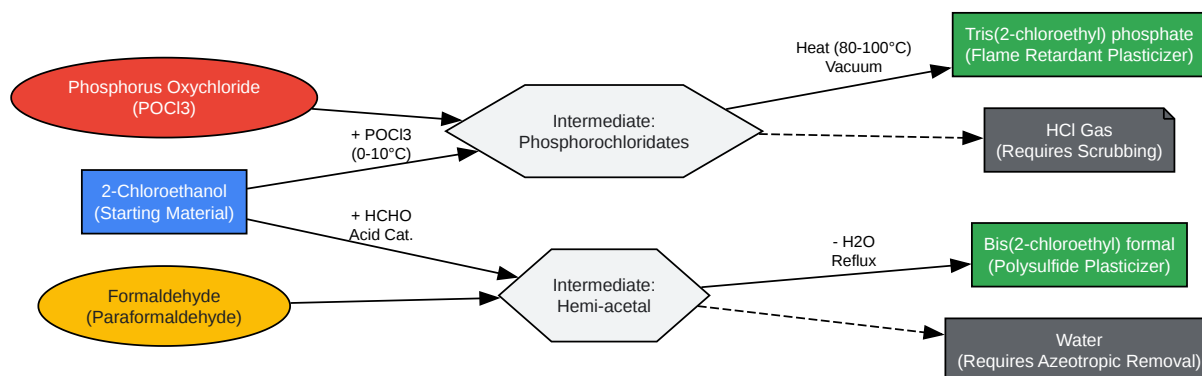 Phosphorus Oxychloride
(POCl3)
+ POCl3
(0-10°C)
2-Chloroethanol
(Starting Material)
+ HCHO
Acid Cat.
Formaldehyde
(Paraformaldehyde)
Intermediate:
Phosphorochloridates
Heat (80-100°C)
Vacuum
Tris(2-chloroethyl) phosphate
(Flame Retardant Plasticizer)
HCl Gas
(Requires Scrubbing)
Intermediate:
Hemi-acetal
- H2O
Reflux
Bis(2-chloroethyl) formal
(Polysulfide Plasticizer)
Water
(Requires Azeotropic Removal)